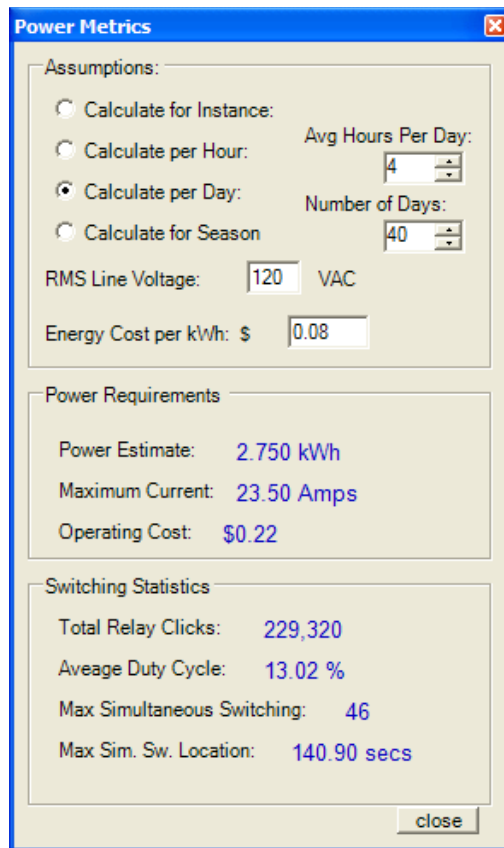 Power Metrics
Assumptions:
Calculate for Instance:
Calculate per Hour:
Avg Hours Per Day:
4
Calculate per Day:
Number of Days:
Calculate for Season
40
RMS Line Voltage: 120 VAC
Energy Cost per kWh: $ 0.08
Power Requirements
Power Estimate: 2.750 kWh
Maximum Current: 23.50 Amps
Operating Cost: $0.22
Switching Statistics
Total Relay Clicks: 229,320
Aveage Duty Cycle: 13.02 %
Max Simultaneous Switching: 46
Max Sim. Sw. Location: 140.90 secs
close